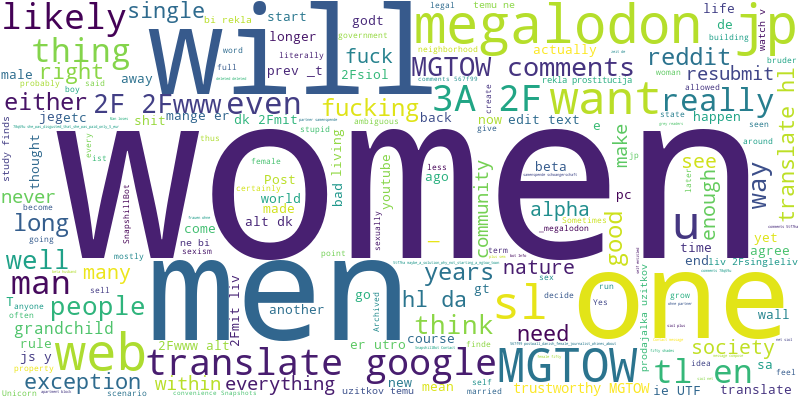 likely
single
will
megalodon jp
godt
start
longer
bi rekla
legal
temu ne
life
de
building
neighborhood
actually
word
government
literally
full
thing
right
male
fuck
2Fsiol
prev _t
away
MGTOW
comments
reddit
resubmit
woman
allowed
watch v
bruder
rekla prostitucija
either
2F 2Fwww
even
fucking
3A 2F
want
really
translate hl
jegetc
shit
mange er
dk 2Fmit
ambiguous
back
now
edit text
create
e
state
happen
seen
study finds
thought
every
ist
stupid
thus
give
make
jp
around
never
long
women
living
bad
youtube
ago
less
beta
alpha
community
good
u
see
enough
way
later
SnapshillBot
female
certainly
Post
world
made
alt dk
sexually
_megalodon
Sometimes
pc
time
yet
agree
come
ne bi
sexism
become
going
mostly
point
term
sex
end
liv 2Fsingleliv
well
many
man
people
men
years
nature
sl
one
decide
Yes
grow
wall
another
2Fmit liv
go
Archived
hl da
gt
anyone
often
sell
grandchild
2Fwww alt
think
need
society
prodajalka uzitkov
rule
js y
web
er utro
course
finde
tl en
idea
sa
feel
property
translate google
MGTOW
exception
within
everything
new
mean
self
married
trustworthy MGTOW
ie UTF
translate
Unicorn
scenario
convenience Snapshots
uzitkov temu